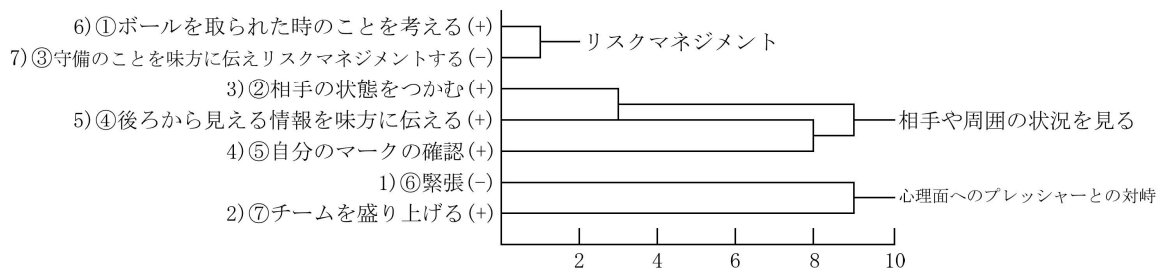 6)①ボールを取られた時のことを考える(+)
7)③守備のことを味方に伝えリスクマネジメントする(-)
リスクマネジメント
3)②相手の状態をつかむ(+)
5)④後ろから見える情報を味方に伝える(+)
4)⑤自分のマークの確認(+)
相手や周囲の状況を見る
1)⑥緊張(-)
2)⑦チームを盛り上げる(+)
心理面へのプレッシャーとの対峙
2 4 6 8 10